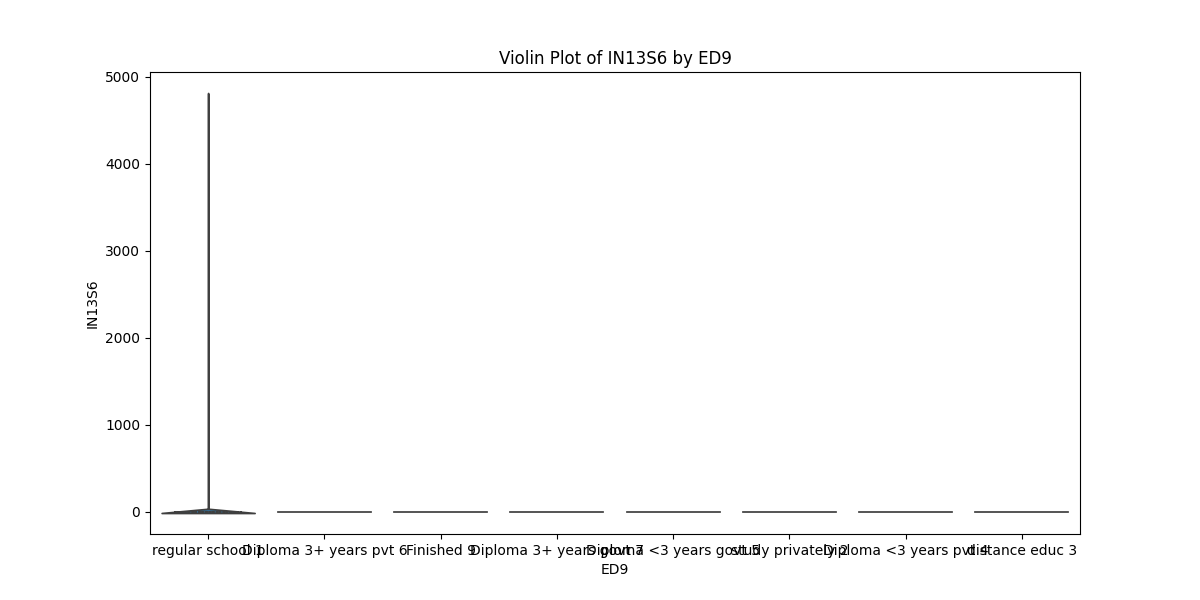 Violin Plot of IN13S6 by ED9
5000
4000
3000
2000
1000
0
IN13S6
regular school 1
Diploma 3+ years pvt 6
Finished 9
Diploma 3+ years govt 7
Diploma <3 years govt 5
study privately 2
Diploma <3 years pvt 4
distance educ 3
ED9